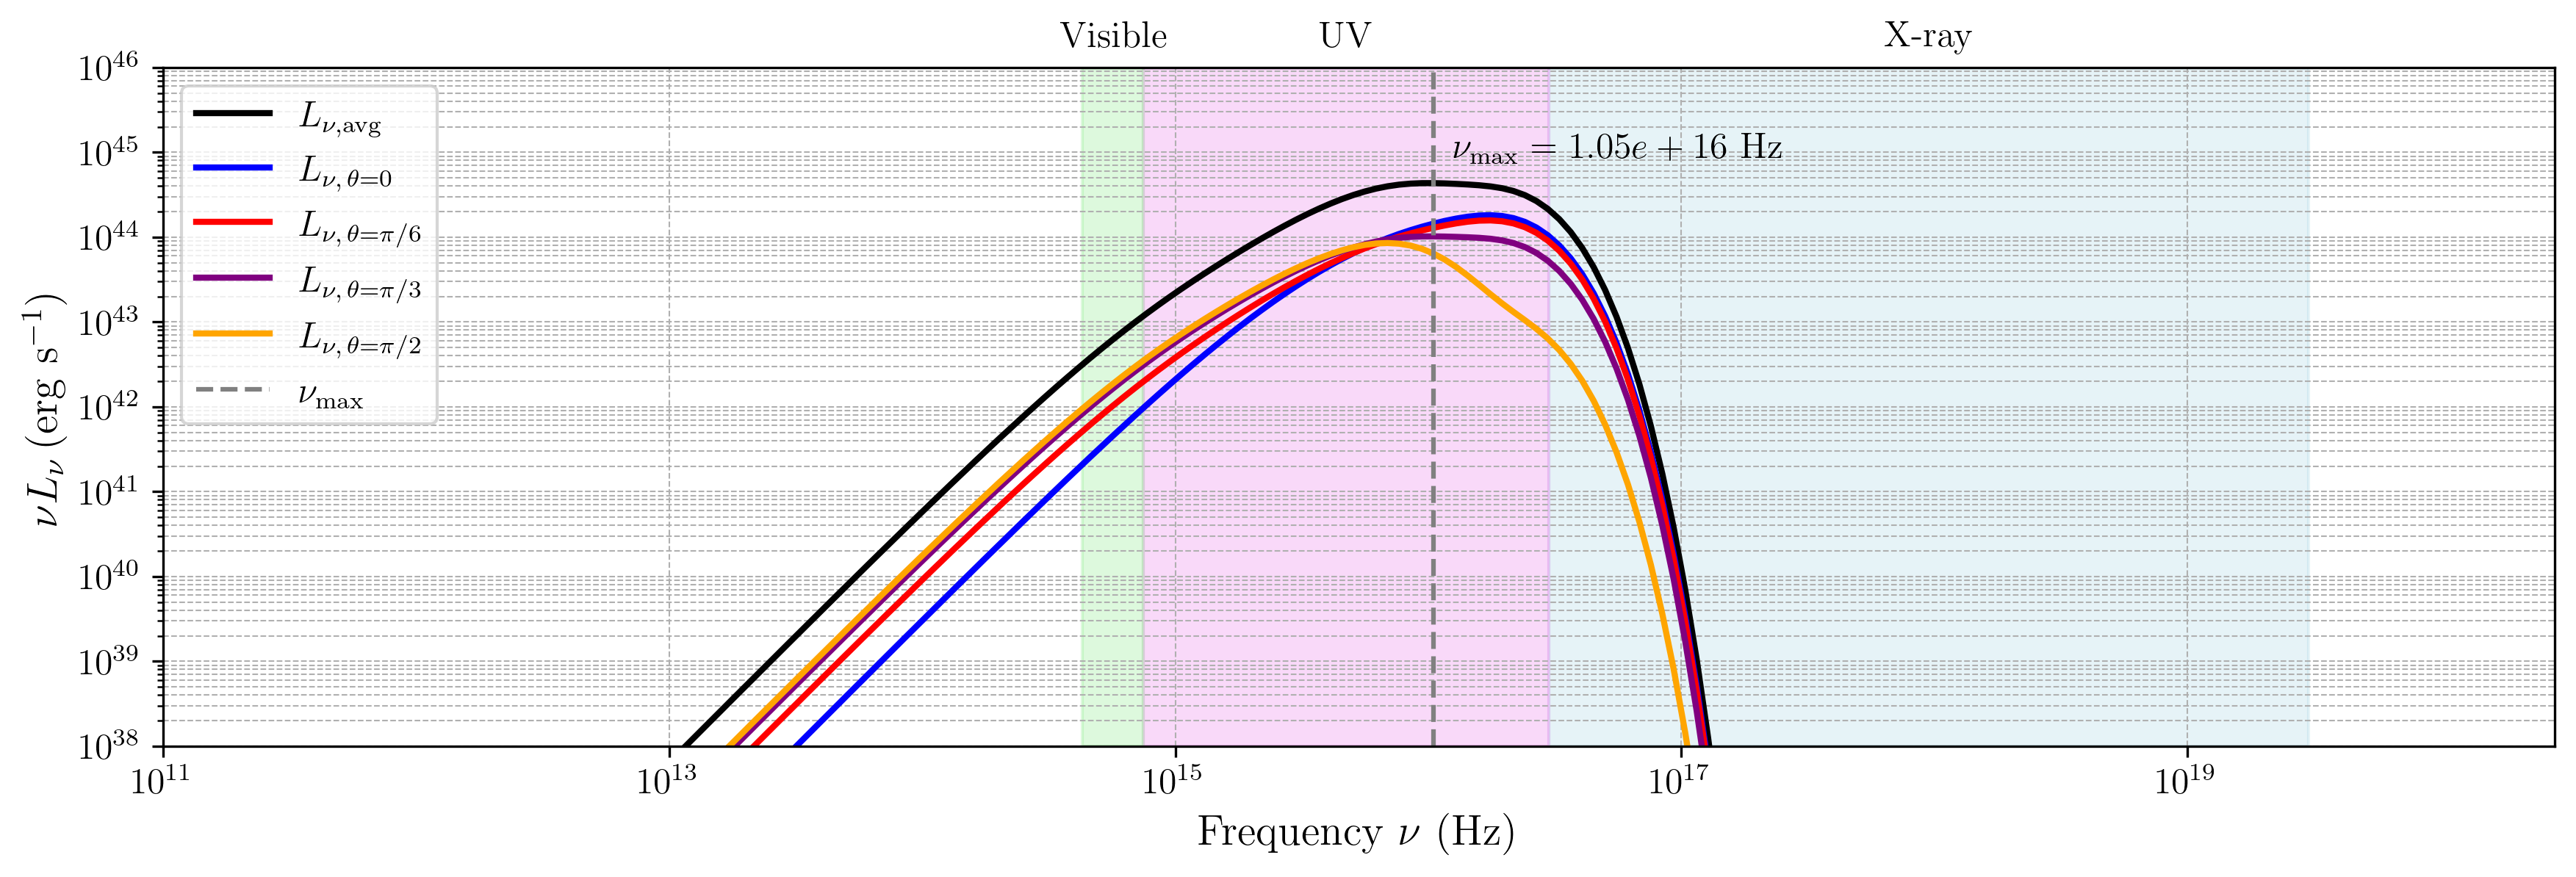 Visible UV X-ray
10^46
10^45
10^44
10^43
10^42
10^41
10^40
10^39
10^38
νL_ν (erg s^−1)
L_ν,avg
L_ν, θ=0
L_ν, θ=π/6
L_ν, θ=π/3
L_ν, θ=π/2
ν_max
ν_max = 1.05e + 16 Hz
10^11 10^13 10^15 10^17 10^19
Frequency ν (Hz)